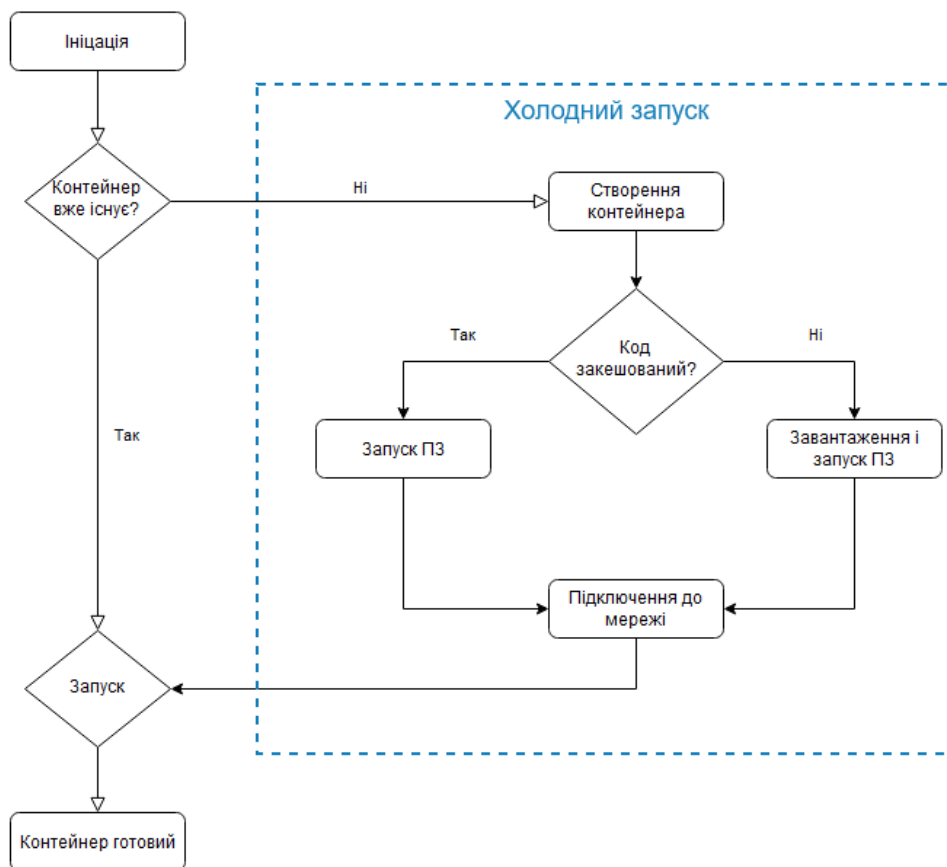 Ініцація
Холодний запуск
Контейнер
вже існує?
Ні
Створення
контейнера
Так
Код
закешований?
Ні
Запуск ПЗ
Завантаження і
запуск ПЗ
Так
Підключення до
мережі
Запуск
Контейнер готовий